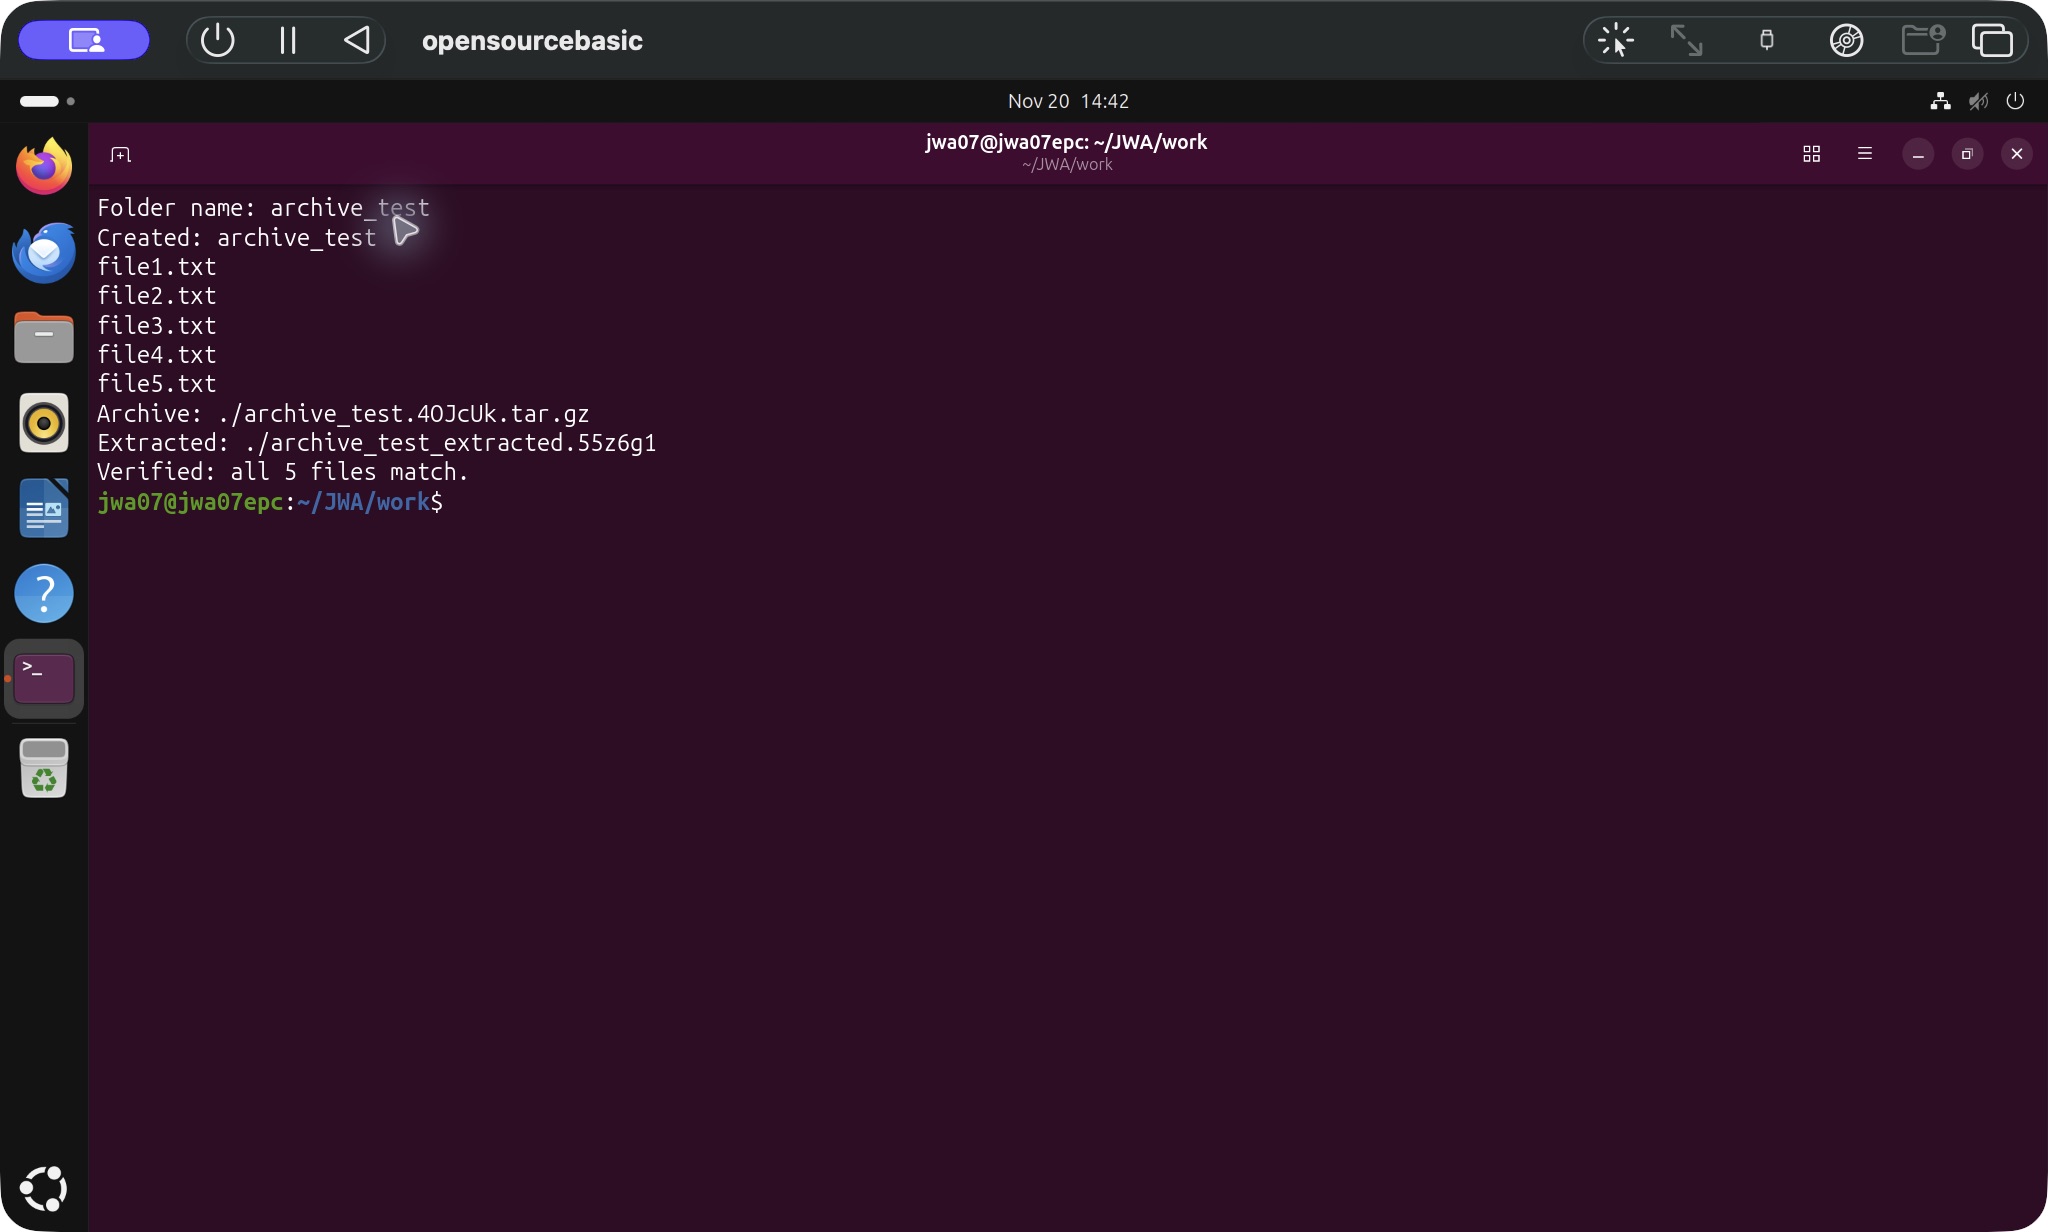 opensourcebasic
Nov 20 14:42
jwa07@jwa07epc: ~/JWA/work
~/JWA/work
Folder name: archive_test
Created: archive_test
file1.txt
file2.txt
file3.txt
file4.txt
file5.txt
Archive: ./archive_test.4OJcUk.tar.gz
Extracted: ./archive_test_extracted.55z6g1
Verified: all 5 files match.
jwa07@jwa07epc:~/JWA/work$